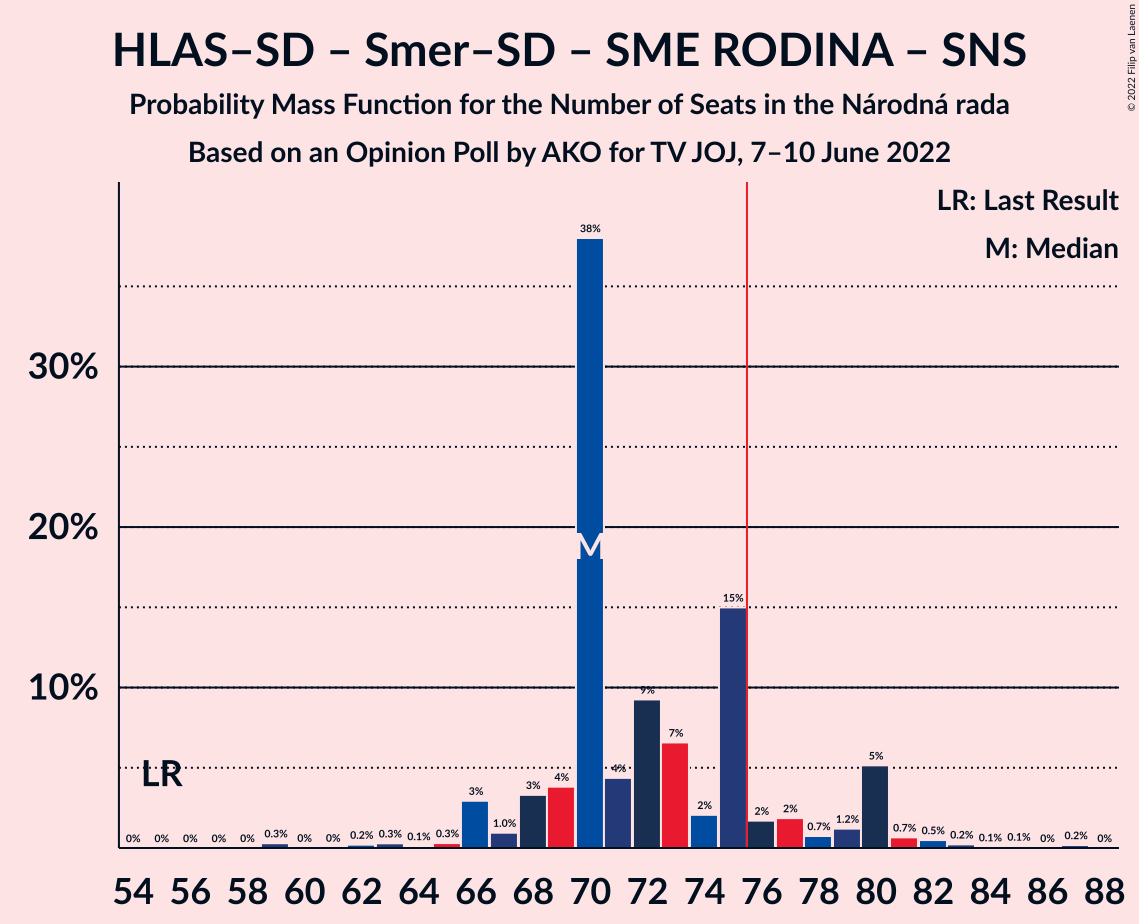 HLAS–SD – Smer–SD – SME RODINA – SNS
Probability Mass Function for the Number of Seats in the Národná rada
Based on an Opinion Poll by AKO for TV JOJ, 7–10 June 2022
© 2022 Filip van Laenen
LR: Last Result
M: Median
30%
20%
10%
LR
M
0% 0% 0% 0% 0% 0.3% 0% 0% 0.2% 0.3% 0.1% 0.3% 3% 1.0% 3% 4% 38% 4% 9% 7% 2% 15% 2% 2% 0.7% 1.2% 5% 0.7% 0.5% 0.2% 0.1% 0.1% 0% 0.2% 0%
54 56 58 60 62 64 66 68 70 72 74 76 78 80 82 84 86 88